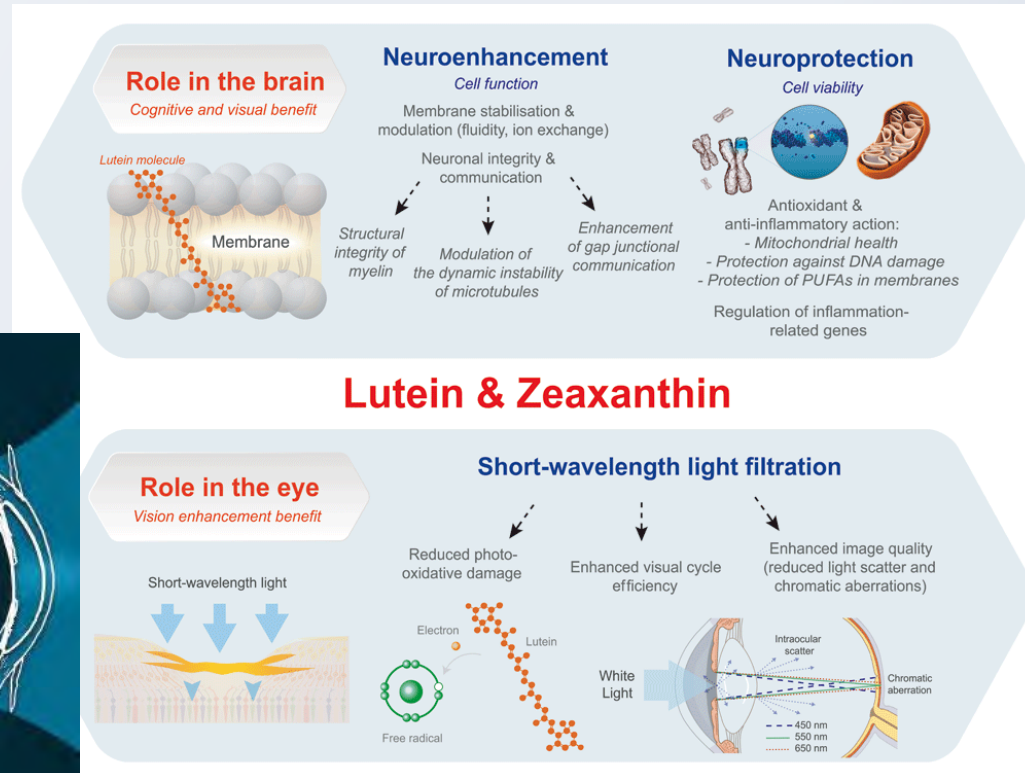 Role in the brain
Cognitive and visual benefit
Lutein molecule
Membrane
Neuroenhancement
Cell function
Membrane stabilisation &
modulation (fluidity, ion exchange)
Neuronal integrity &
communication
Structural
integrity of
myelin
Modulation of
the dynamic instability
of microtubules
Enhancement
of gap junctional
communication
Neuroprotection
Cell viability
Antioxidant &
anti-inflammatory action:
- Mitochondrial health
- Protection against DNA damage
- Protection of PUFAs in membranes
Regulation of inflammation-
related genes
Lutein & Zeaxanthin
Role in the eye
Vision enhancement benefit
Short-wavelength light
Short-wavelength light filtration
Reduced photo-
oxidative damage
Enhanced visual cycle
efficiency
Enhanced image quality
(reduced light scatter and
chromatic aberrations)
Electron
Lutein
Free radical
White
Light
Intraocular
scatter
Chromatic
aberration
450 nm
550 nm
650 nm